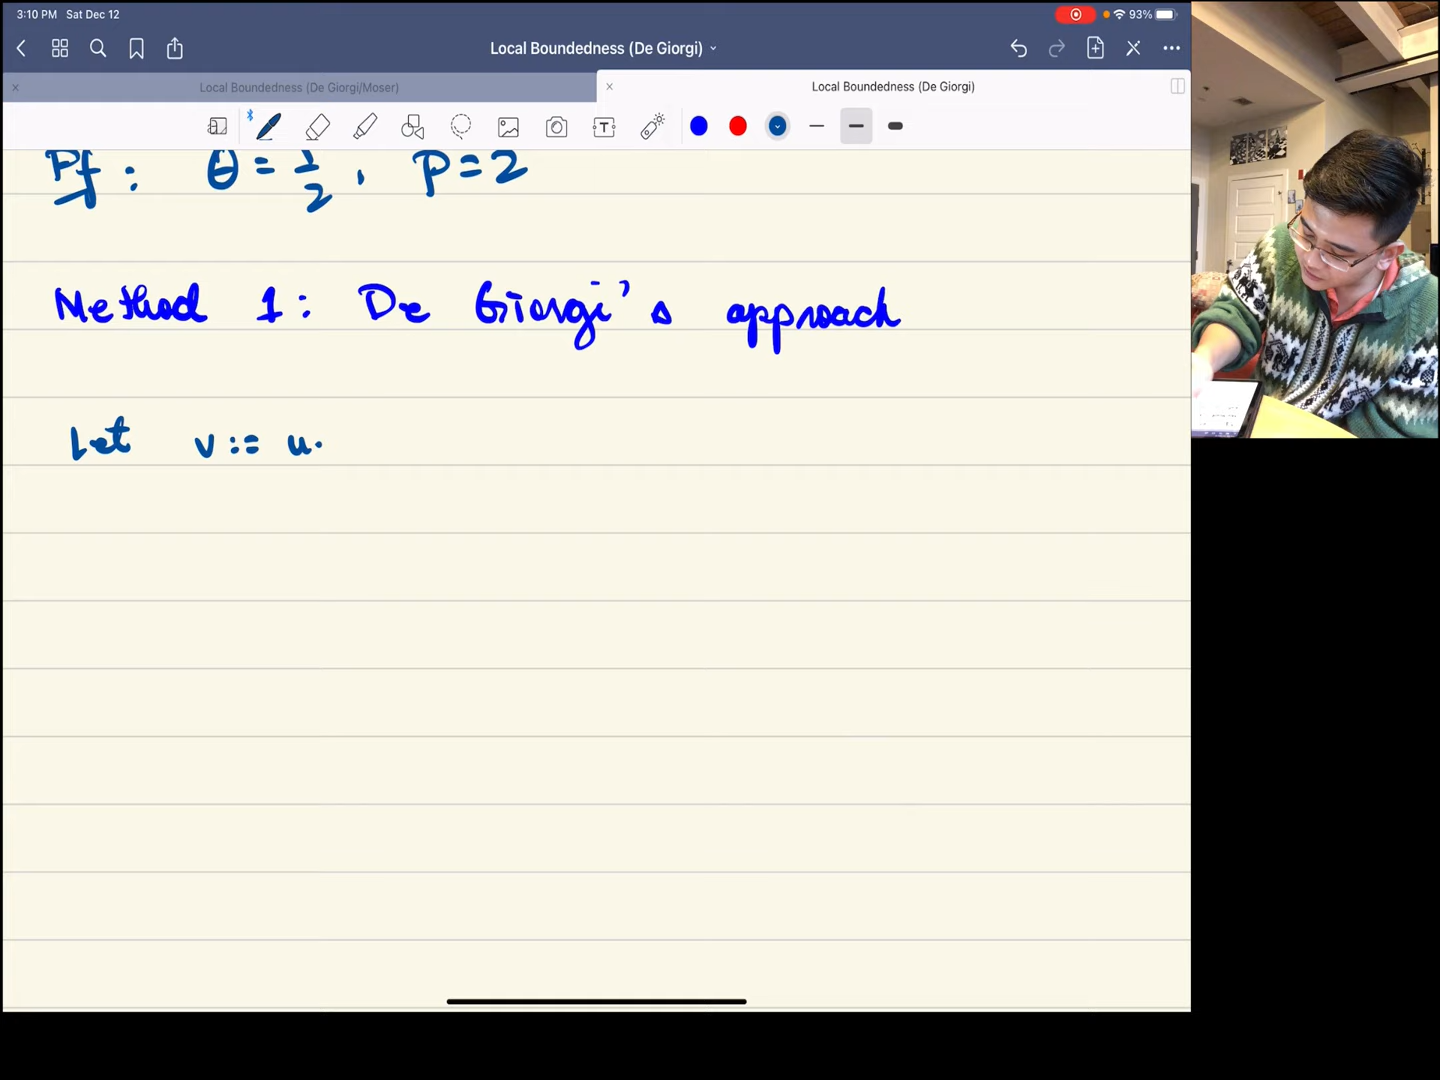 3:10 PM Sat Dec 12
93%
Local Boundedness (De Giorgi)
Local Boundedness (De Giorgi/Moser)
Local Boundedness (De Giorgi)
T
Pf: θ = 1/2, p = 2
Method 1: De Giorgi's approach
Let v := u.